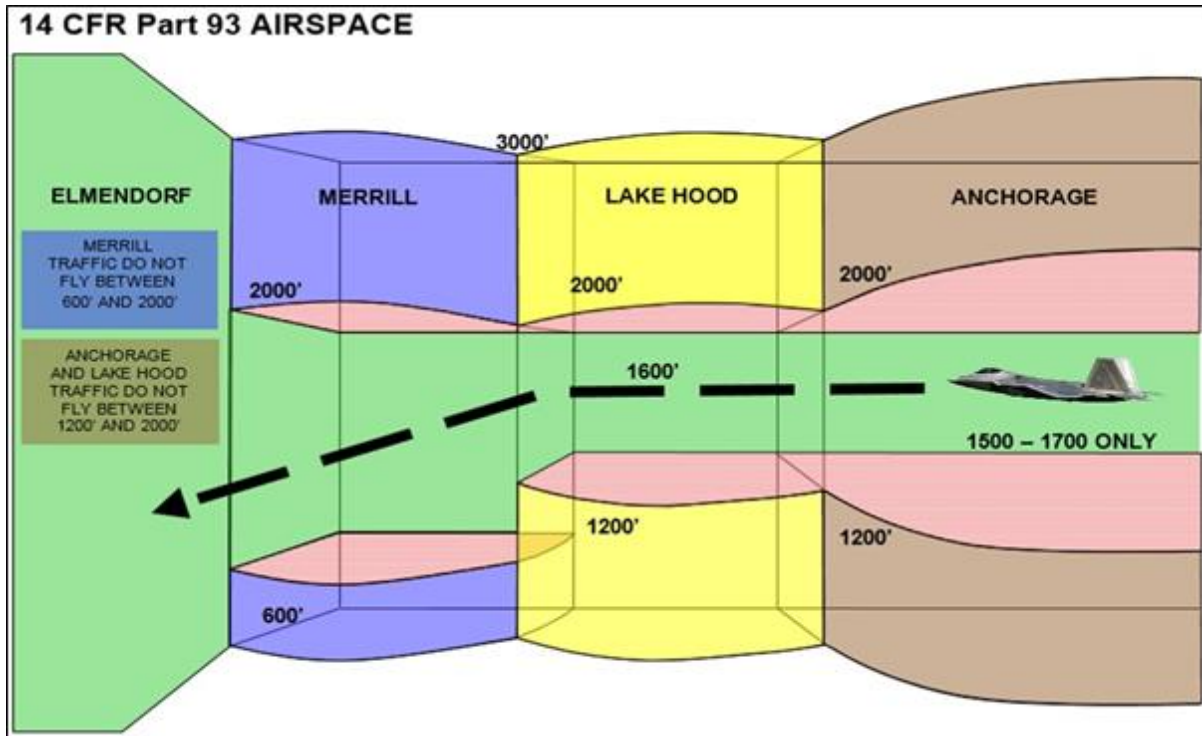 14 CFR Part 93 AIRSPACE
3000'
ELMENDORF
MERRILL
LAKE HOOD
ANCHORAGE
MERRILL
TRAFFIC DO NOT
FLY BETWEEN
600' AND 2000'
2000'
2000'
2000'
ANCHORAGE
AND LAKE HOOD
TRAFFIC DO NOT
FLY BETWEEN
1200' AND 2000'
1600'
1500 – 1700 ONLY
1200'
1200'
600'